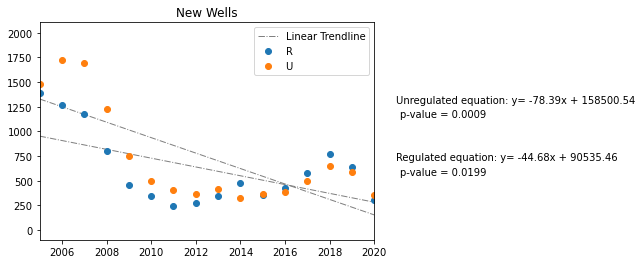 New Wells
Linear Trendline
R
U
2000
1750
1500
1250
1000
750
500
250
0
2006 2008 2010 2012 2014 2016 2018 2020
Unregulated equation: y= -78.39x + 158500.54
p-value = 0.0009
Regulated equation: y= -44.68x + 90535.46
p-value = 0.0199